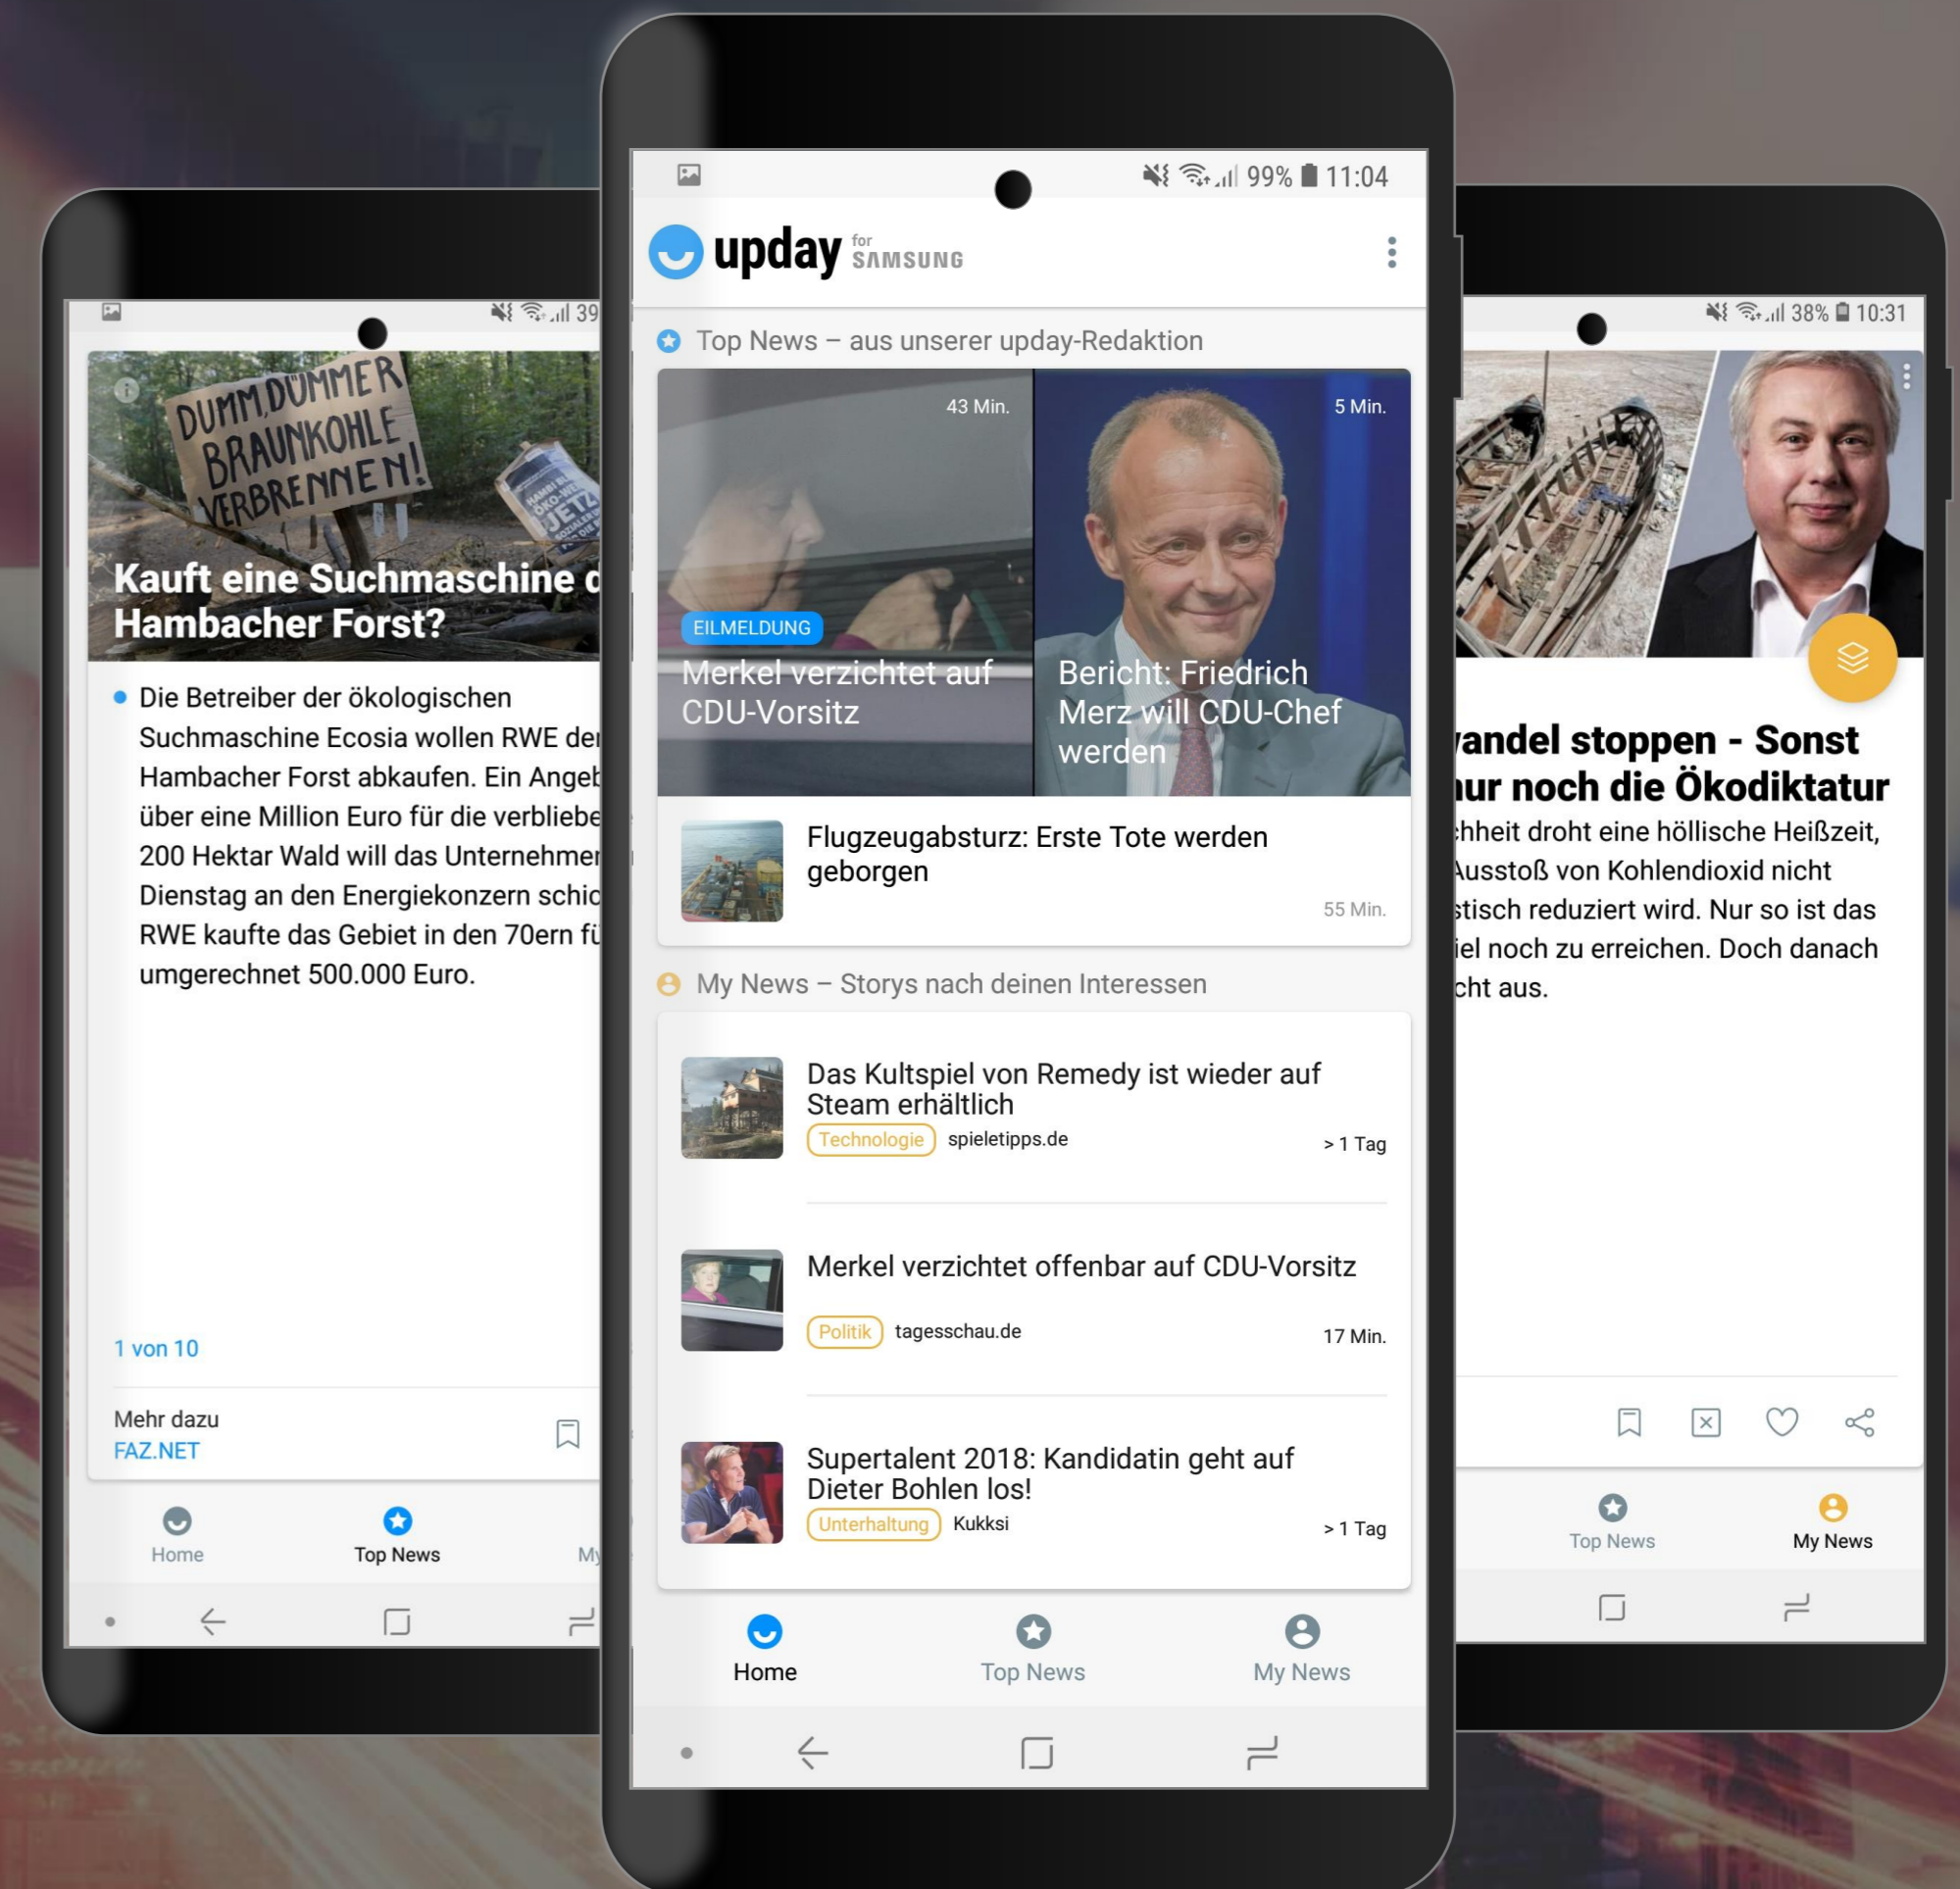 39
DUMM, DÜMMER
BRAUNKOHLE
VERBRENNEN!
JETZ
Kauft eine Suchmaschine d
Hambacher Forst?
Die Betreiber der ökologischen
Suchmaschine Ecosia wollen RWE der
Hambacher Forst abkaufen. Ein Angeb
über eine Million Euro für die verbliebe
200 Hektar Wald will das Unternehmer
Dienstag an den Energiekonzern schic
RWE kaufte das Gebiet in den 70ern fü
umgerechnet 500.000 Euro.
1 von 10
Mehr dazu
FAZ.NET
Home
Top News
My
99% 11:04
upday for SAMSUNG
Top News – aus unserer upday-Redaktion
43 Min.
EILMELDUNG
Merkel verzichtet auf
CDU-Vorsitz
5 Min.
Bericht: Friedrich
Merz will CDU-Chef
werden
Flugzeugabsturz: Erste Tote werden
geborgen
55 Min.
My News – Storys nach deinen Interessen
Das Kultspiel von Remedy ist wieder auf
Steam erhältlich
Technologie spieletipps.de > 1 Tag
Merkel verzichtet offenbar auf CDU-Vorsitz
Politik tagesschau.de 17 Min.
Supertalent 2018: Kandidatin geht auf
Dieter Bohlen los!
Unterhaltung Kukksi > 1 Tag
Home
Top News
My News
38% 10:31
andel stoppen - Sonst
ur noch die Ökodiktatur
hheit droht eine höllische Heißzeit,
Ausstoß von Kohlendioxid nicht
stisch reduziert wird. Nur so ist das
iel noch zu erreichen. Doch danach
cht aus.
Top News
My News